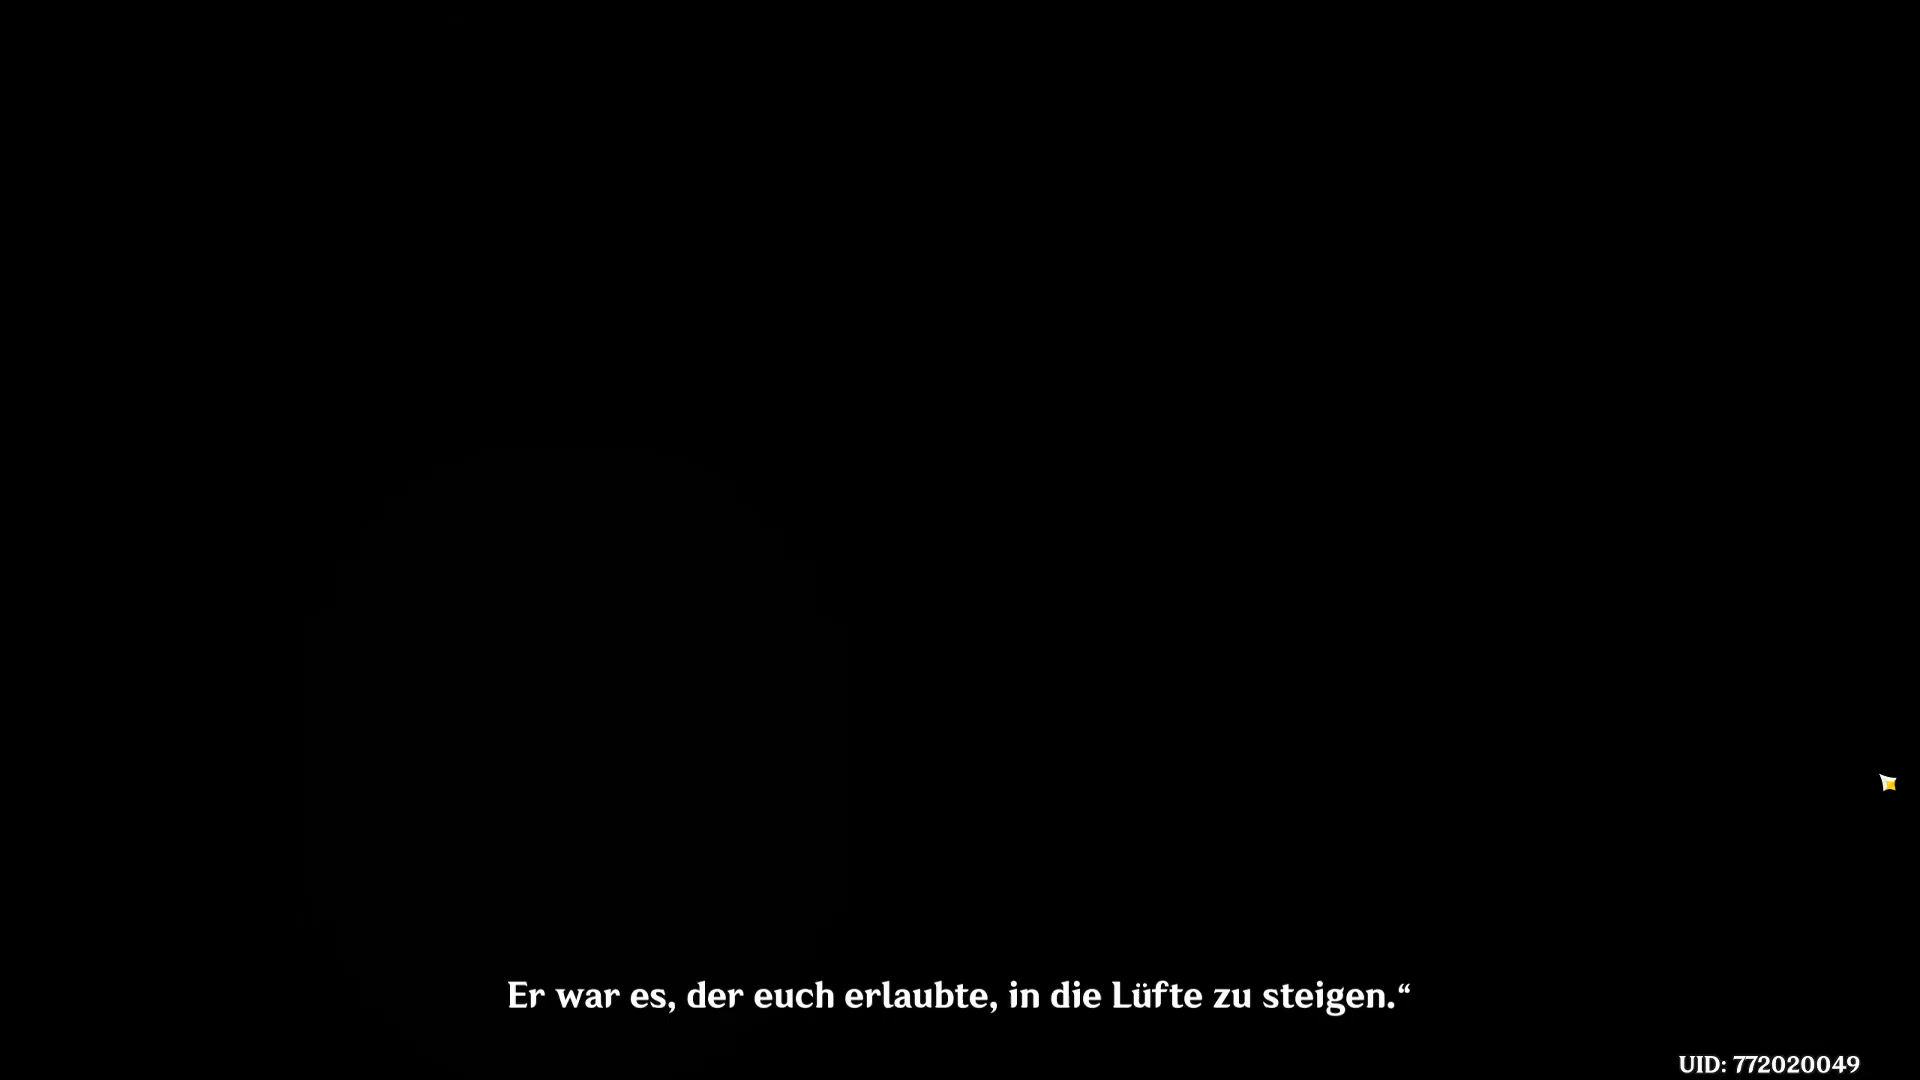 Er war es, der euch erlaubte, in die Lüfte zu steigen.“
UID: 772020049